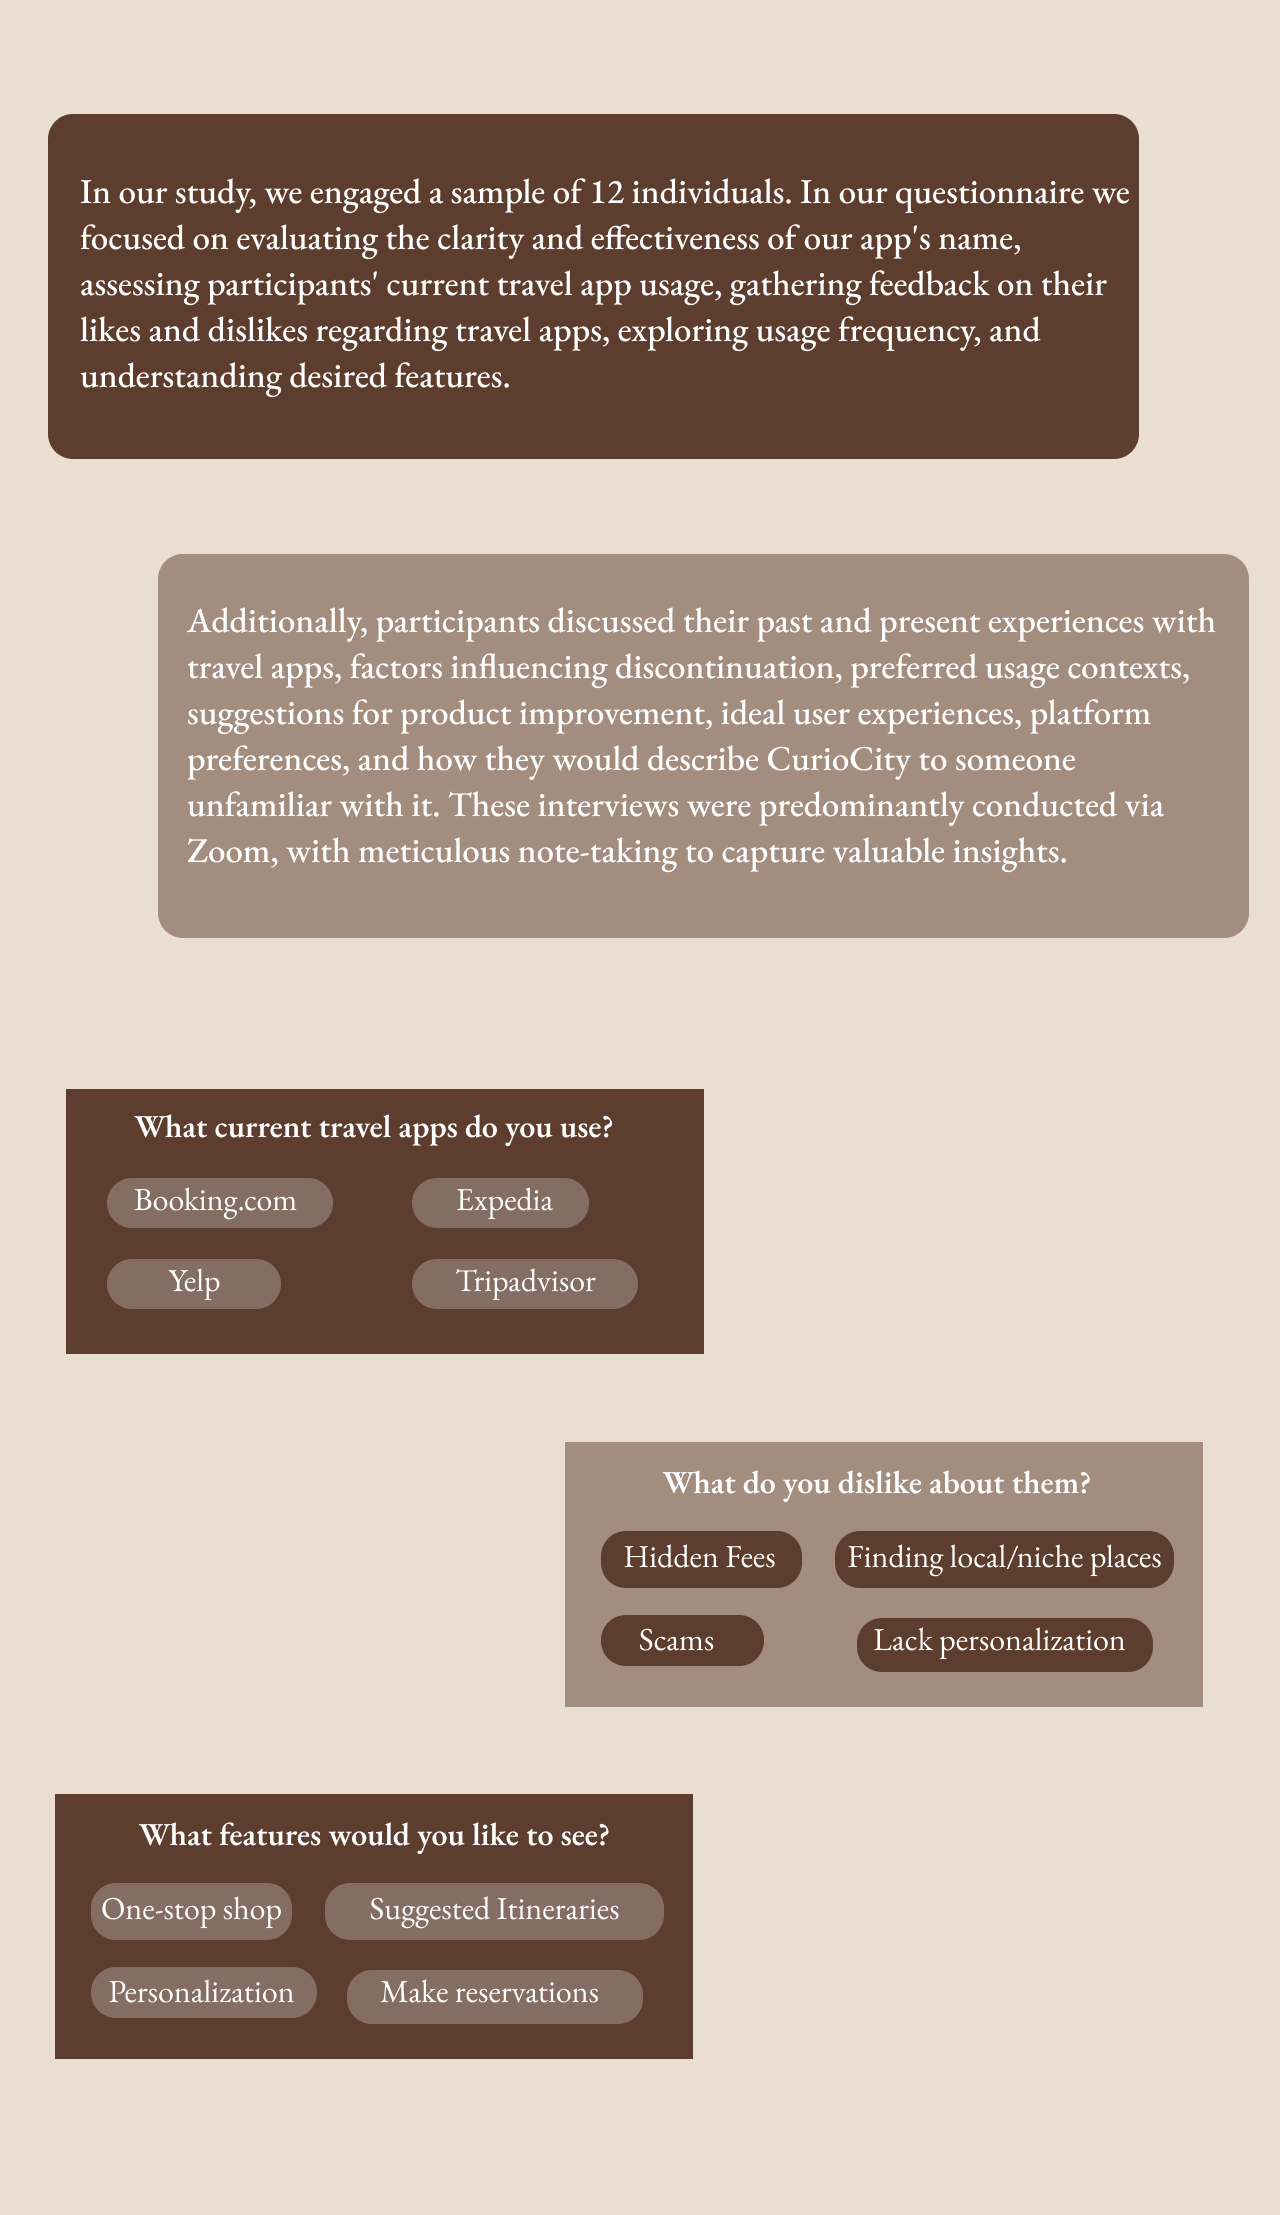 In our study, we engaged a sample of 12 individuals. In our questionnaire we
focused on evaluating the clarity and effectiveness of our app's name,
assessing participants' current travel app usage, gathering feedback on their
likes and dislikes regarding travel apps, exploring usage frequency, and
understanding desired features.
Additionally, participants discussed their past and present experiences with
travel apps, factors influencing discontinuation, preferred usage contexts,
suggestions for product improvement, ideal user experiences, platform
preferences, and how they would describe CurioCity to someone
unfamiliar with it. These interviews were predominantly conducted via
Zoom, with meticulous note-taking to capture valuable insights.
What current travel apps do you use?
Booking.com
Expedia
Yelp
Tripadvisor
What do you dislike about them?
Hidden Fees
Finding local/niche places
Scams
Lack personalization
What features would you like to see?
One-stop shop
Suggested Itineraries
Personalization
Make reservations